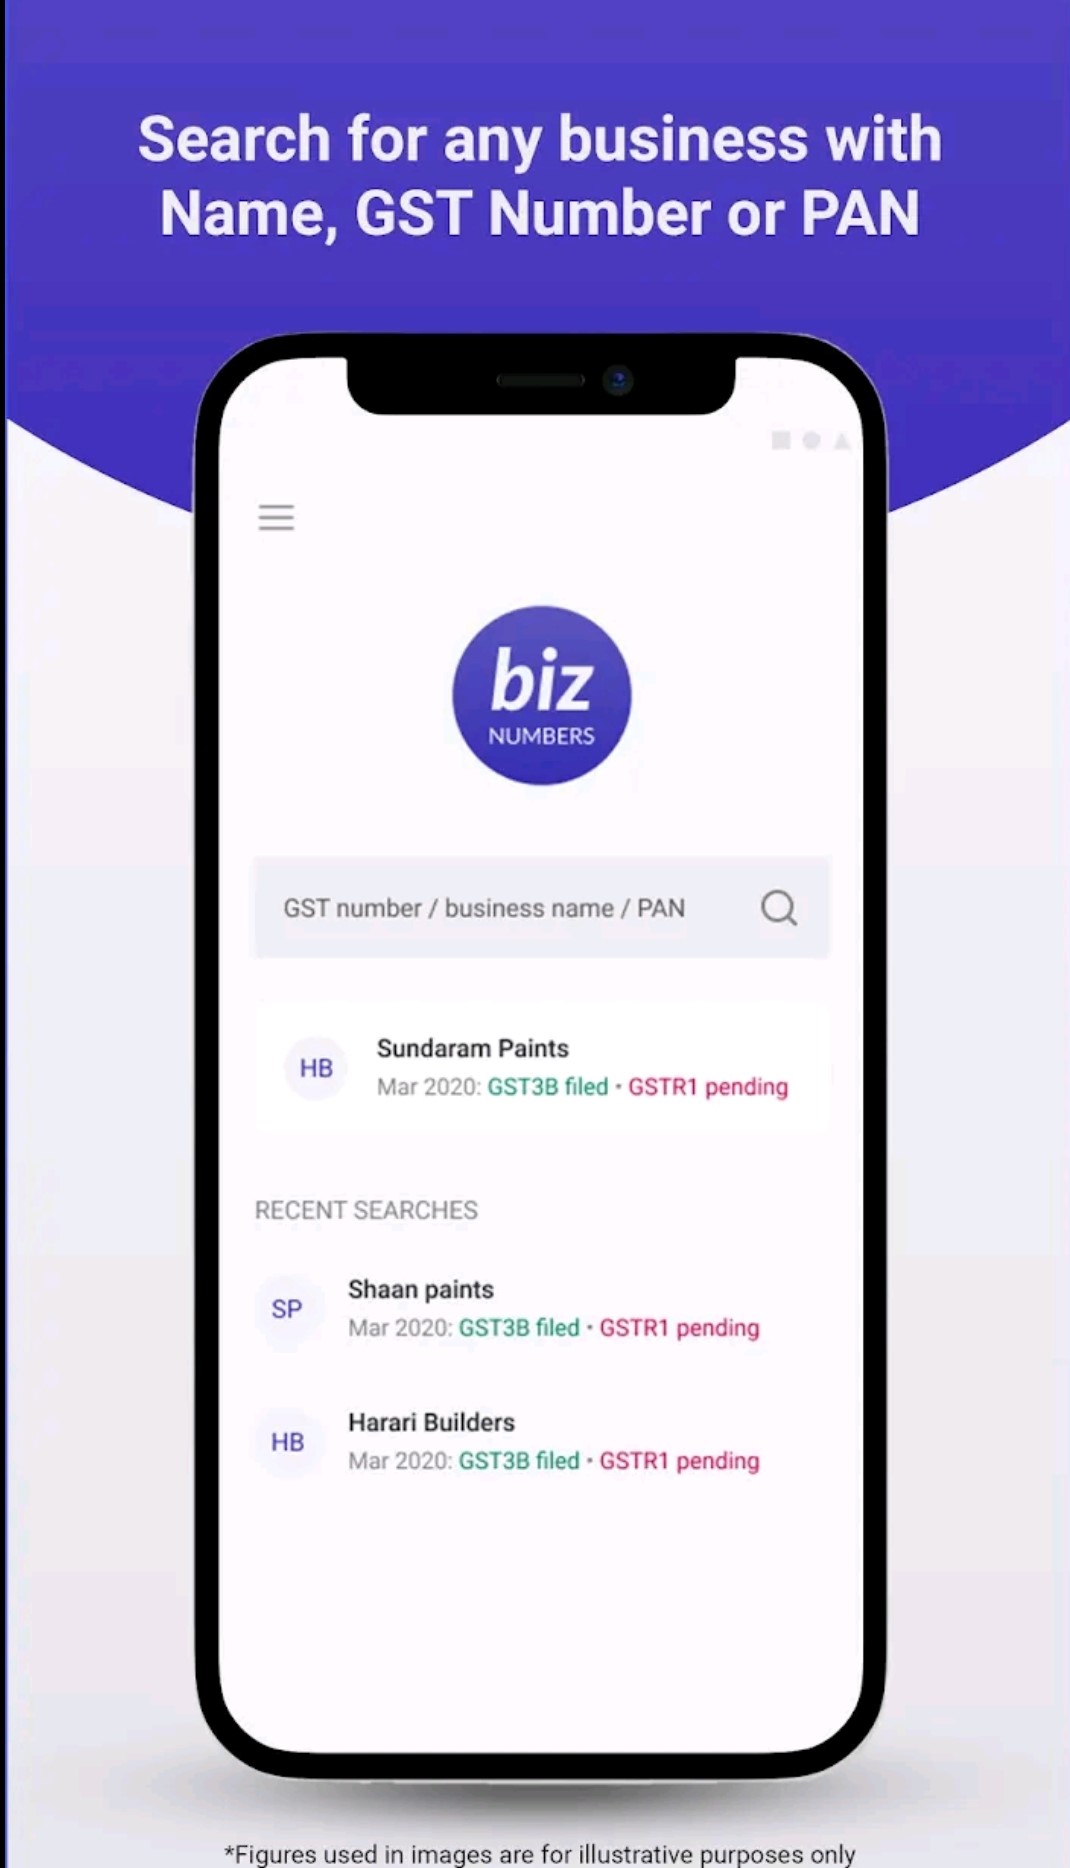 Search for any business with
Name, GST Number or PAN
biz
NUMBERS
GST number / business name / PAN
HB
Sundaram Paints
Mar 2020: GST3B filed • GSTR1 pending
RECENT SEARCHES
SP
Shaan paints
Mar 2020: GST3B filed • GSTR1 pending
HB
Harari Builders
Mar 2020: GST3B filed • GSTR1 pending
*Figures used in images are for illustrative purposes only